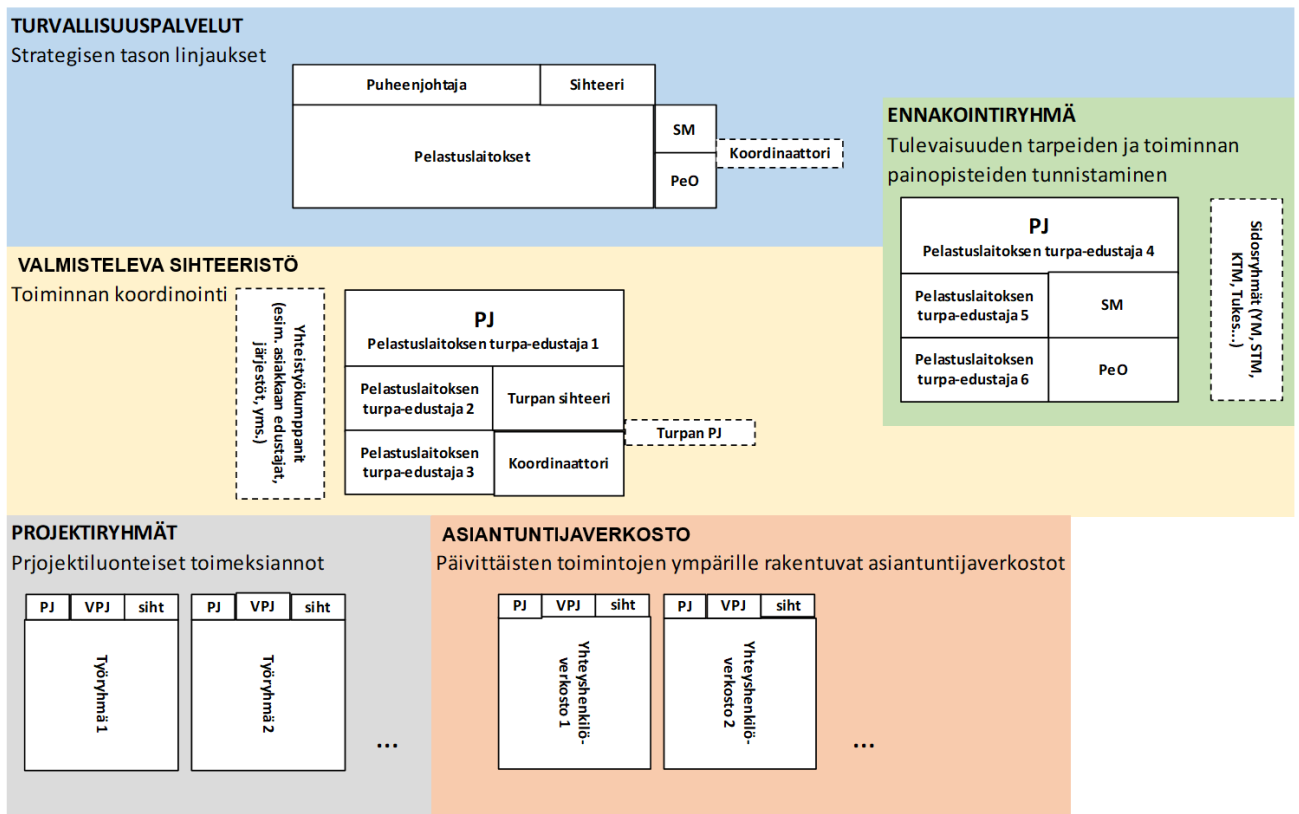 TURVALLISUUSPALVELUT
Strategisen tason linjaukset
Puheenjohtaja
Sihteeri
Pelastuslaitokset
SM
PeO
Koordinaattori
ENNAKOINTIRYHMÄ
Tulevaisuuden tarpeiden ja toiminnan
painopisteiden tunnistaminen
PJ
Pelastuslaitoksen turpa-edustaja 4
Pelastuslaitoksen
turpa-edustaja 5
SM
Pelastuslaitoksen
turpa-edustaja 6
PeO
Sidosryhmät (YM, STM,
KTM, Tukes...)
VALMISTELEVA SIHTEERISTÖ
Toiminnan koordinointi
Yhteistyökumppanit
(esim. asiakkaan edustajat,
järjestöt, yms.)
PJ
Pelastuslaitoksen turpa-edustaja 1
Pelastuslaitoksen
turpa-edustaja 2
Turpan sihteeri
Pelastuslaitoksen
turpa-edustaja 3
Koordinaattori
Turpan PJ
PROJEKTIRYHMÄT
Prjojektiluonteiset toimeksiannot
PJ
VPJ
siht
Työryhmä 1
PJ
VPJ
siht
Työryhmä 2
...
ASIANTUNTIJAVERKOSTO
Päivittäisten toimintojen ympärille rakentuvat asiantuntijaverkostot
PJ
VPJ
siht
Yhteyshenkilö-
verkosto 1
PJ
VPJ
siht
Yhteyshenkilö-
verkosto 2
...